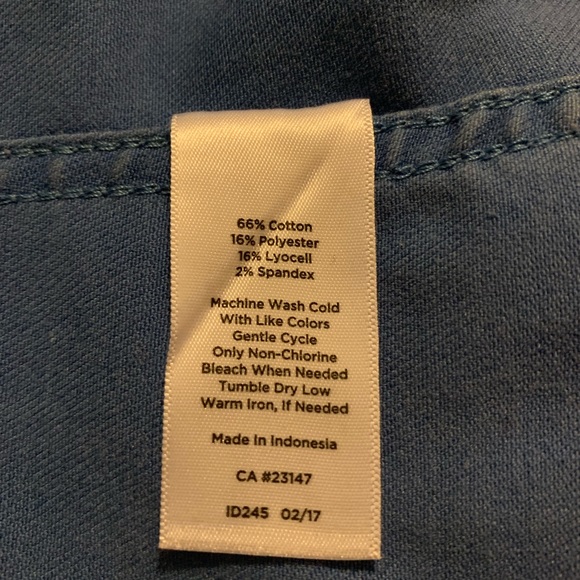 66% Cotton
16% Polyester
16% Lyocell
2% Spandex
Machine Wash Cold
With Like Colors
Gentle Cycle
Only Non-Chlorine
Bleach When Needed
Tumble Dry Low
Warm Iron, If Needed
Made In Indonesia
CA #23147
ID245 02/17